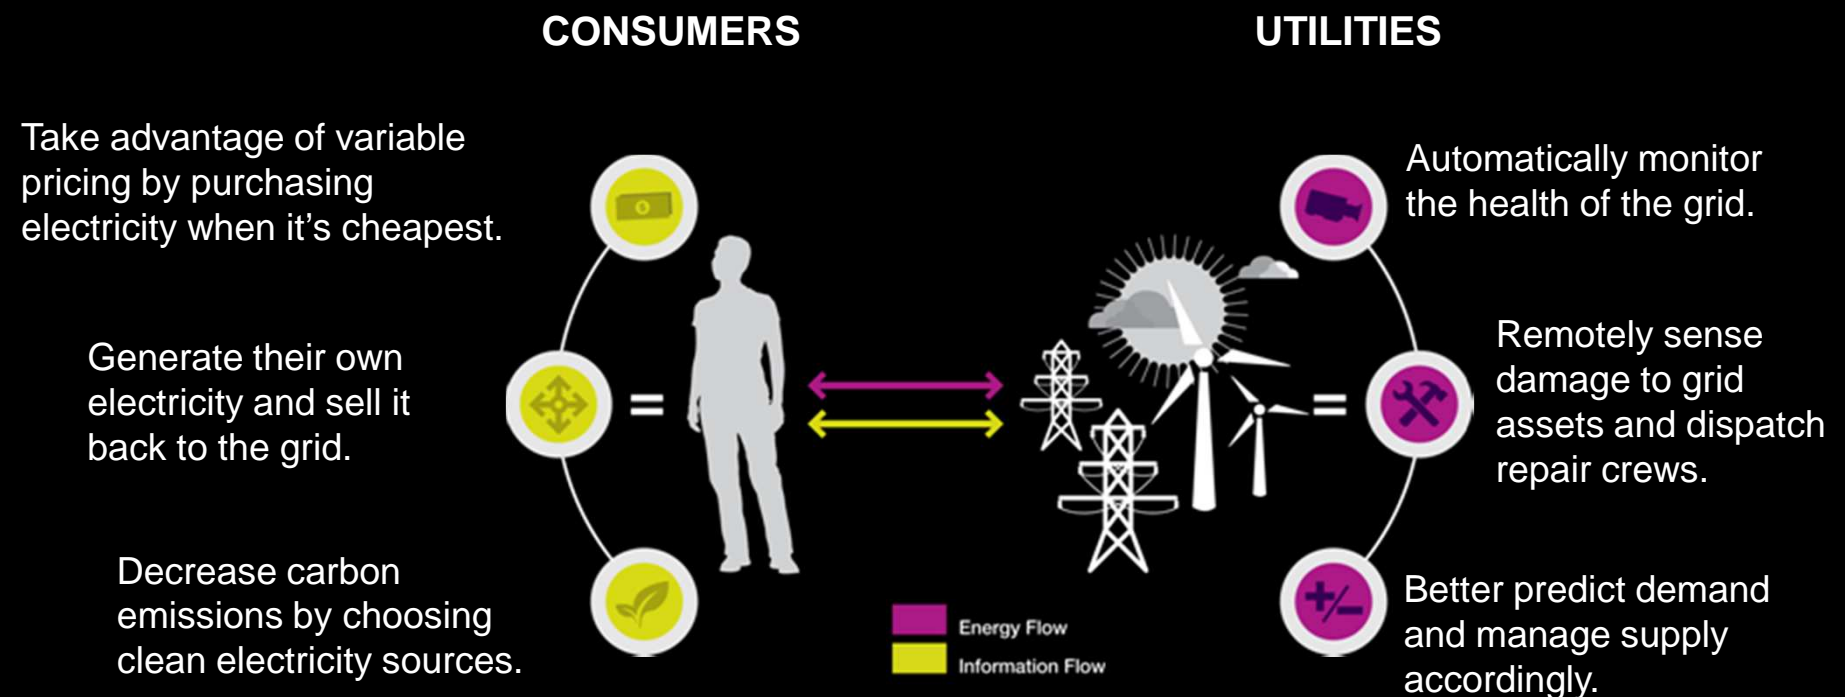 CONSUMERS
UTILITIES
Take advantage of variable
pricing by purchasing
electricity when it’s cheapest.
Generate their own
electricity and sell it
back to the grid.
Decrease carbon
emissions by choosing
clean electricity sources.
Automatically monitor
the health of the grid.
Remotely sense
damage to grid
assets and dispatch
repair crews.
Better predict demand
and manage supply
accordingly.
$
=
=
+/−
Energy Flow
Information Flow